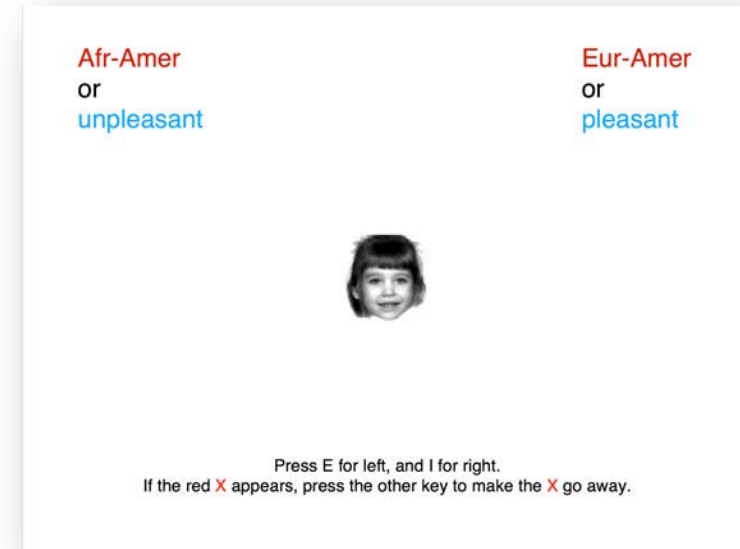 Afr-Amer
or
unpleasant
Eur-Amer
or
pleasant
Press E for left, and I for right.
If the red X appears, press the other key to make the X go away.